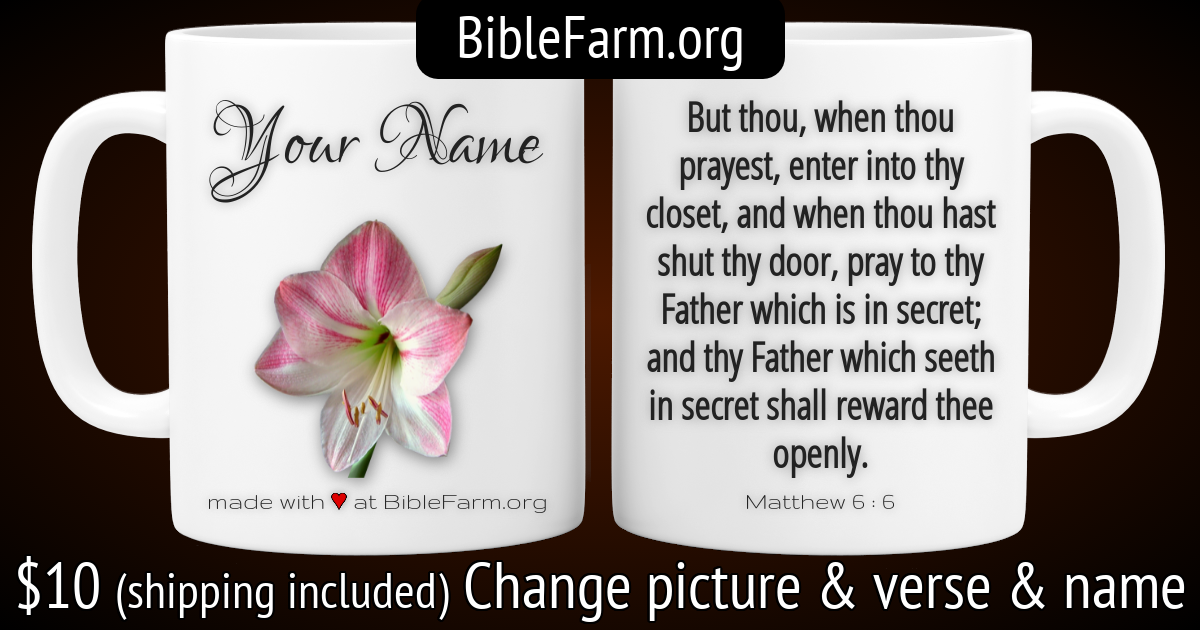 BibleFarm.org
Your Name
made with ♥ at BibleFarm.org
But thou, when thou
prayest, enter into thy
closet, and when thou hast
shut thy door, pray to thy
Father which is in secret;
and thy Father which seeth
in secret shall reward thee
openly.
Matthew 6 : 6
$10 (shipping included) Change picture & verse & name